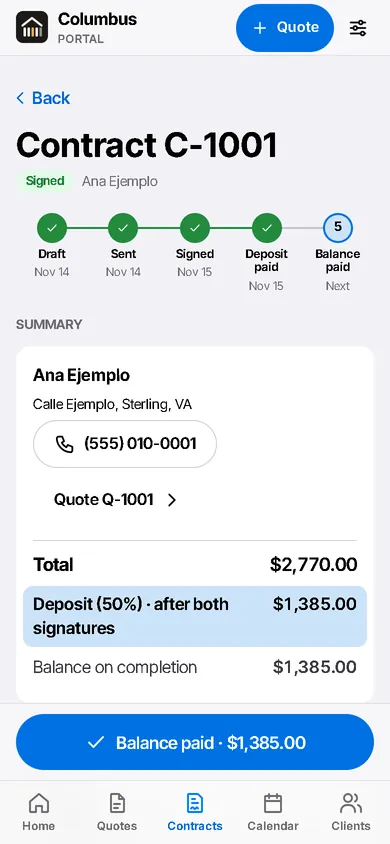 Columbus
PORTAL
Quote
Back
Contract C-1001
Signed Ana Ejemplo
5
Draft Sent Signed Deposit paid Balance paid
Nov 14 Nov 14 Nov 15 Nov 15 Next
SUMMARY
Ana Ejemplo
Calle Ejemplo, Sterling, VA
(555) 010-0001
Quote Q-1001
Total $2,770.00
Deposit (50%) · after both $1,385.00
signatures
Balance on completion $1,385.00
Balance paid · $1,385.00
Home Quotes Contracts Calendar Clients